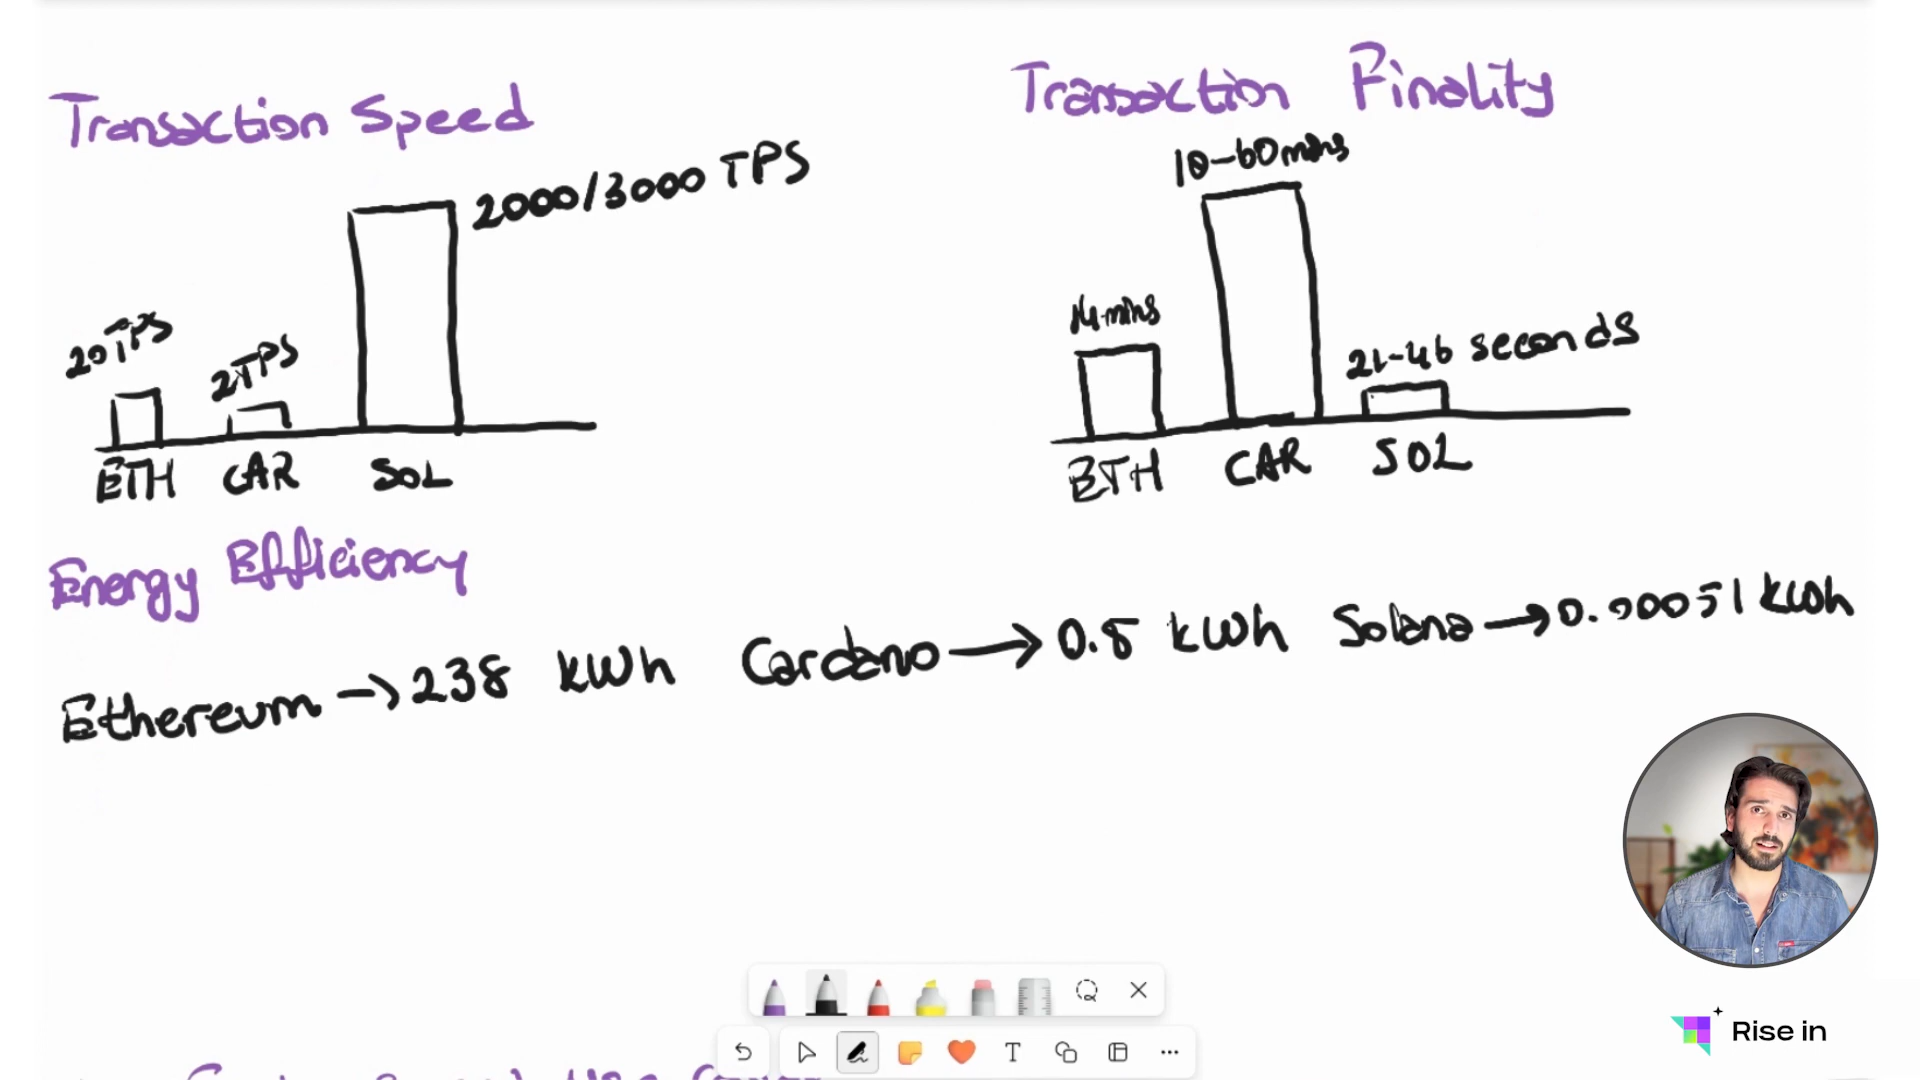 Transaction Speed
2000/3000 TPS
20TPS
2TPS
ETH CAR SOL
Transaction Finality
10-60mins
14mins
21-46 seconds
ETH CAR SOL
Energy Efficiency
Ethereum → 238 kWh Cardano → 0.5 kWh Solana → 0.00051 kWh
Rise in